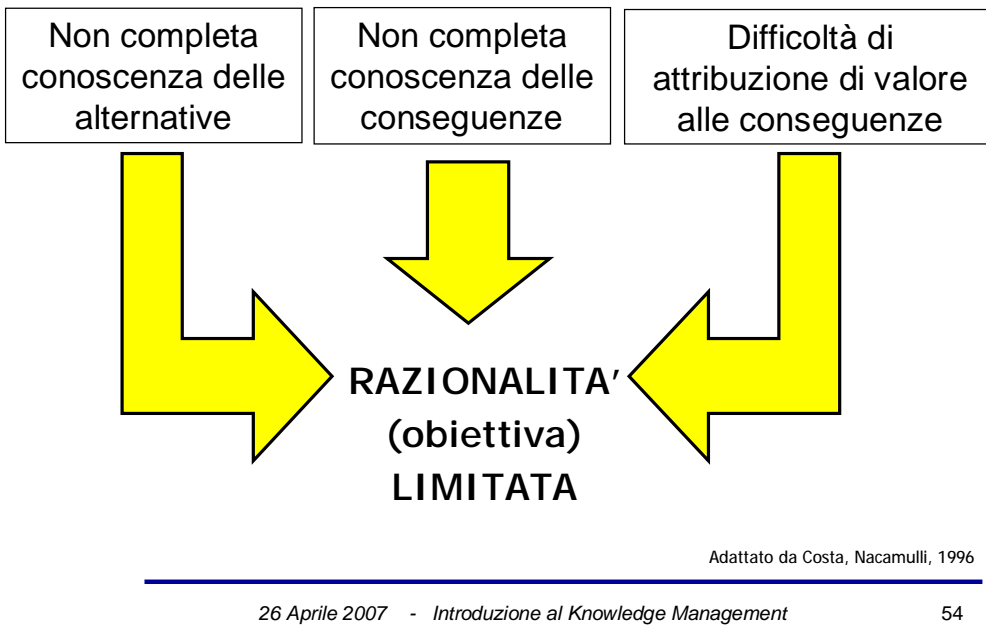 Non completa
conoscenza delle
alternative
Non completa
conoscenza delle
conseguenze
Difficoltà di
attribuzione di valore
alle conseguenze
RAZIONALITA’
(obiettiva)
LIMITATA
Adattato da Costa, Nacamulli, 1996
26 Aprile 2007 - Introduzione al Knowledge Management 54